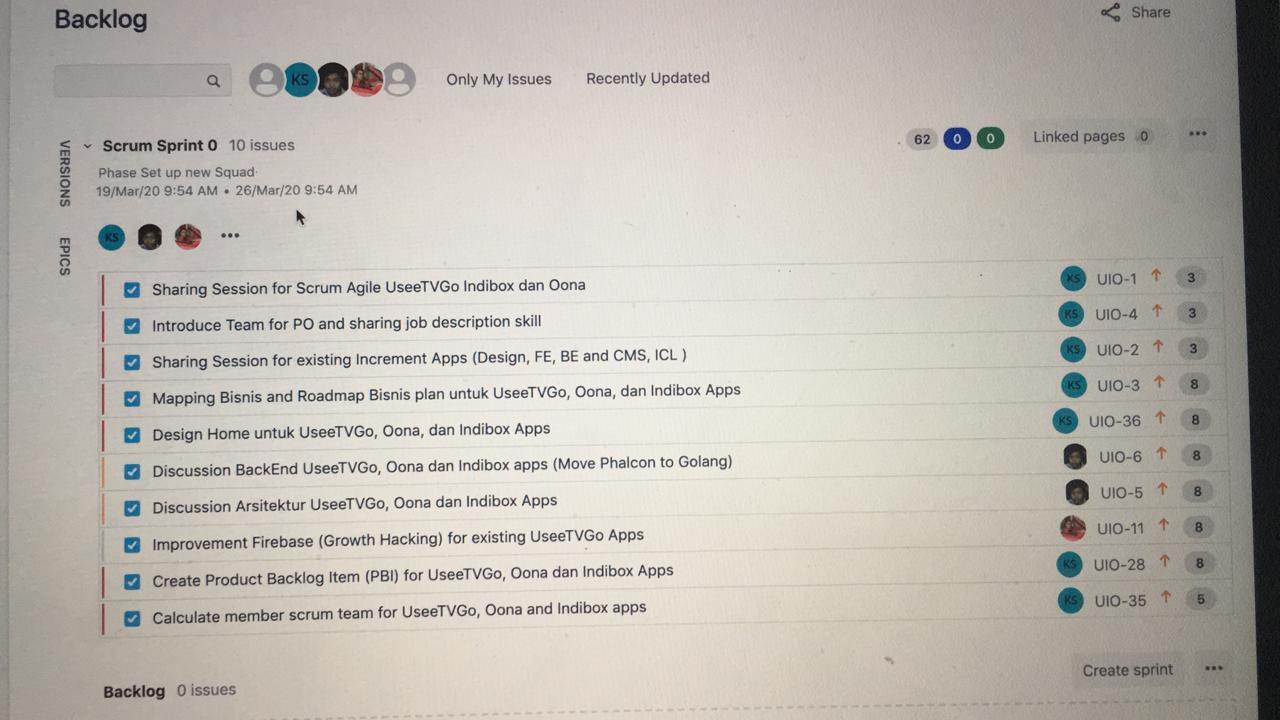 Backlog
Share
KS
Only My Issues
Recently Updated
VERSIONS
EPICS
Scrum Sprint 0 10 issues
62 0 0
Linked pages 0
•••
Phase Set up new Squad
19/Mar/20 9:54 AM • 26/Mar/20 9:54 AM
KS
•••
Sharing Session for Scrum Agile UseeTVGo Indibox dan Oona KS UIO-1 3
Introduce Team for PO and sharing job description skill KS UIO-4 3
Sharing Session for existing Increment Apps (Design, FE, BE and CMS, ICL ) KS UIO-2 3
Mapping Bisnis and Roadmap Bisnis plan untuk UseeTVGo, Oona, dan Indibox Apps KS UIO-3 8
Design Home untuk UseeTVGo, Oona, dan Indibox Apps KS UIO-36 8
Discussion BackEnd UseeTVGo, Oona dan Indibox apps (Move Phalcon to Golang) UIO-6 8
Discussion Arsitektur UseeTVGo, Oona dan Indibox Apps UIO-5 8
Improvement Firebase (Growth Hacking) for existing UseeTVGo Apps UIO-11 8
Create Product Backlog Item (PBI) for UseeTVGo, Oona dan Indibox Apps KS UIO-28 8
Calculate member scrum team for UseeTVGo, Oona and Indibox apps KS UIO-35 5
Create sprint •••
Backlog 0 issues